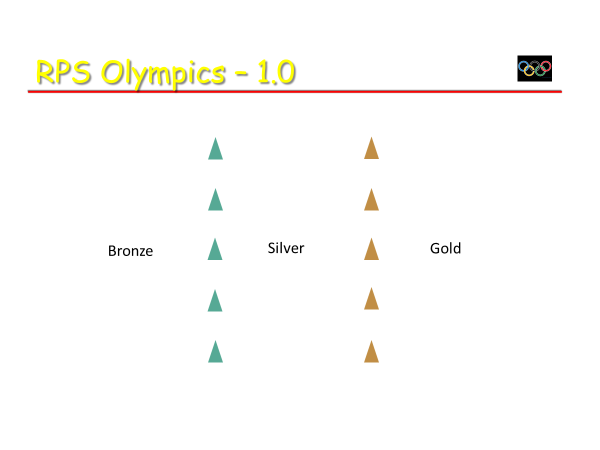 RPS Olympics – 1.0
Bronze
Silver
Gold